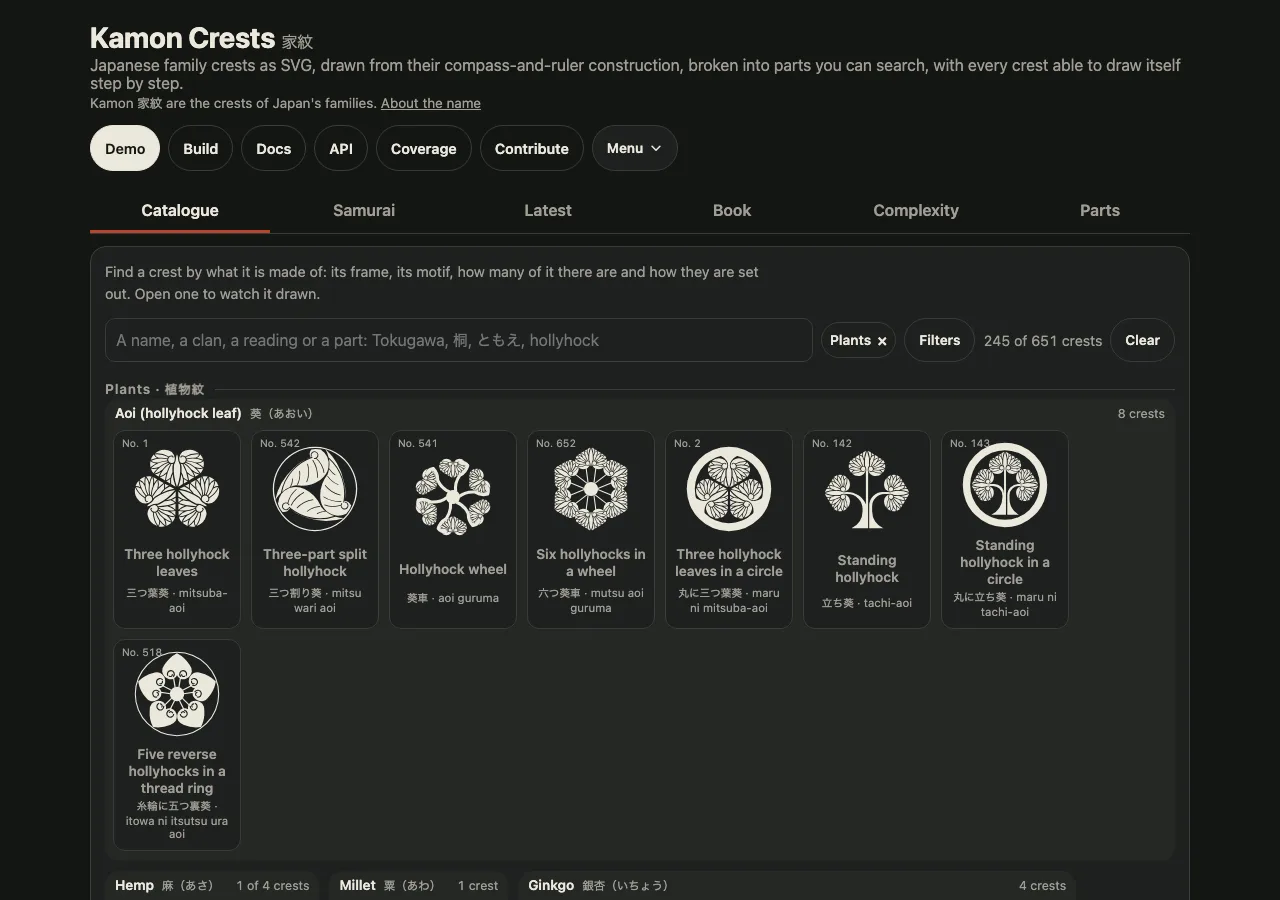 Kamon Crests 家紋
Japanese family crests as SVG, drawn from their compass-and-ruler construction, broken into parts you can search, with every crest able to draw itself
step by step.
Kamon 家紋 are the crests of Japan's families. About the name
Demo Build Docs API Coverage Contribute Menu
Catalogue Samurai Latest Book Complexity Parts
Find a crest by what it is made of: its frame, its motif, how many of it there are and how they are set
out. Open one to watch it drawn.
A name, a clan, a reading or a part: Tokugawa, 桐, ともえ, hollyhock
Plants × Filters 245 of 651 crests Clear
Plants · 植物紋
Aoi (hollyhock leaf) 葵（あおい） 8 crests
No. 1
Three hollyhock
leaves
三つ葉葵 · mitsuba-
aoi
No. 542
Three-part split
hollyhock
三つ割り葵 · mitsu
wari aoi
No. 541
Hollyhock wheel
葵車 · aoi guruma
No. 652
Six hollyhocks in
a wheel
六つ葵車 · mutsu aoi
guruma
No. 2
Three hollyhock
leaves in a circle
丸に三つ葉葵 · maru
ni mitsuba-aoi
No. 142
Standing
hollyhock
立ち葵 · tachi-aoi
No. 143
Standing
hollyhock in a
circle
丸に立ち葵 · maru ni
tachi-aoi
No. 518
Five reverse
hollyhocks in a
thread ring
糸輪に五つ裏葵 ·
itowa ni itsutsu ura
aoi
Hemp 麻（あさ） 1 of 4 crests Millet 粟（あわ） 1 crest Ginkgo 銀杏（いちょう） 4 crests